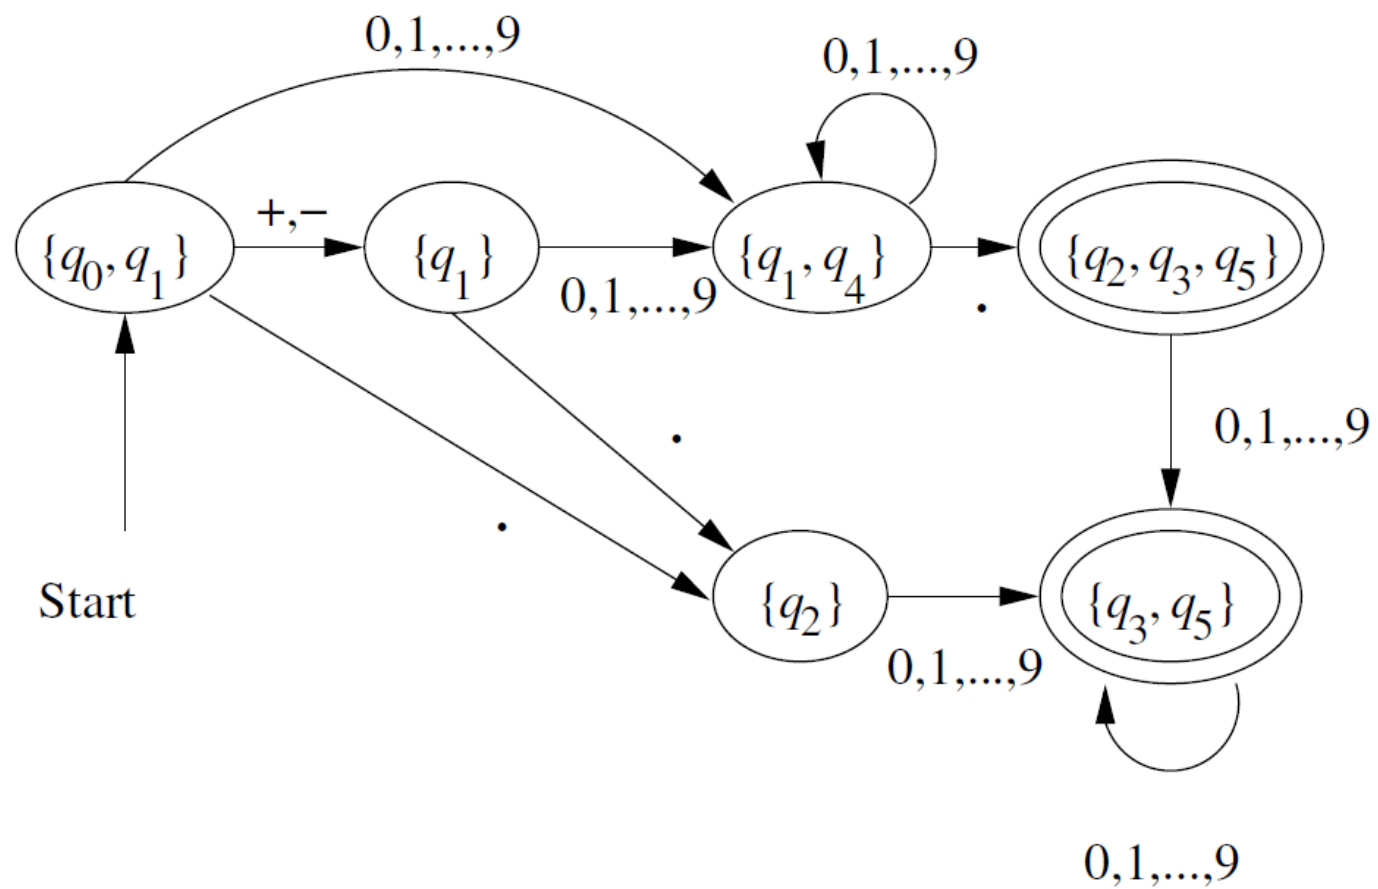 0,1,...,9
0,1,...,9
+,−
{q0, q1}
{q1}
{q1, q4}
{q2, q3, q5}
0,1,...,9
.
0,1,...,9
.
.
Start
{q2}
{q3, q5}
0,1,...,9
0,1,...,9